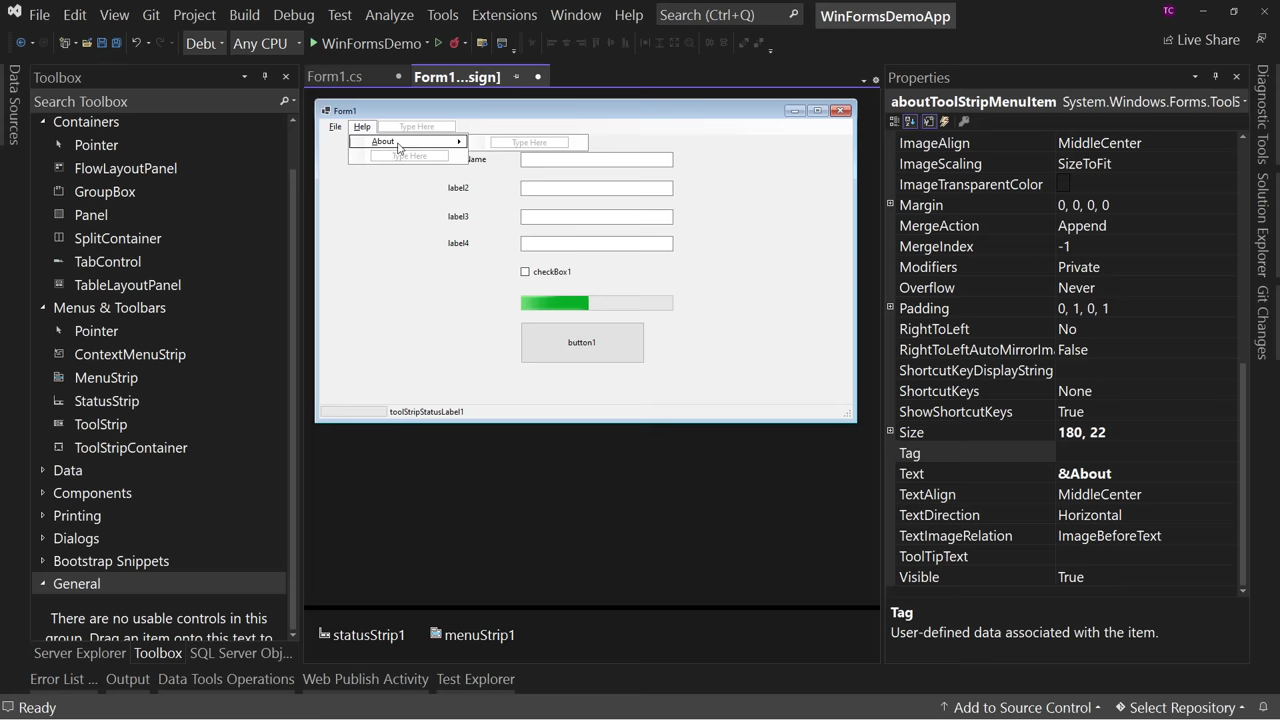 File Edit View Git Project Build Debug Test Analyze Tools Extensions Window Help Search (Ctrl+Q) WinFormsDemoApp TC
Debu Any CPU WinFormsDemo Live Share
Data Sources
Toolbox
Search Toolbox
Pointer
FlowLayoutPanel
GroupBox
Panel
SplitContainer
TabControl
TableLayoutPanel
Menus & Toolbars
Pointer
ContextMenuStrip
MenuStrip
StatusStrip
ToolStrip
ToolStripContainer
Data
Components
Printing
Dialogs
Bootstrap Snippets
General
There are no usable controls in this
group. Drag an item onto this text to
Server Explorer Toolbox SQL Server Obj...
Form1.cs Form1...sign]
Form1
File Help Type Here
About Type Here
Type Here
Name
label2
label3
label4
checkBox1
button1
toolStripStatusLabel1
statusStrip1 menuStrip1
Properties
aboutToolStripMenuItem System.Windows.Forms.ToolS
ImageAlign MiddleCenter
ImageScaling SizeToFit
ImageTransparentColor
Margin 0, 0, 0, 0
MergeAction Append
MergeIndex -1
Modifiers Private
Overflow Never
Padding 0, 1, 0, 1
RightToLeft No
RightToLeftAutoMirrorIm False
ShortcutKeyDisplayString
ShortcutKeys None
ShowShortcutKeys True
Size 180, 22
Tag
Text &About
TextAlign MiddleCenter
TextDirection Horizontal
TextImageRelation ImageBeforeText
ToolTipText
Visible True
Tag
User-defined data associated with the item.
Diagnostic Tools
Solution Explorer
Git Changes
Error List ... Output Data Tools Operations Web Publish Activity Test Explorer
Ready Add to Source Control Select Repository